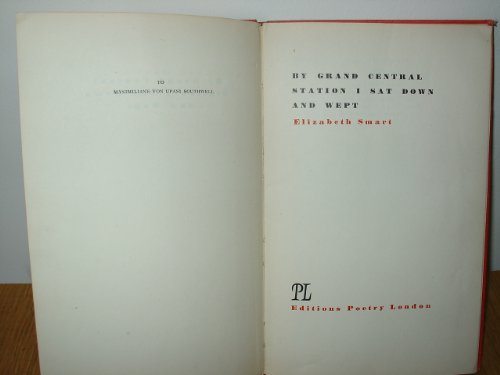 TO
MAXIMILIANE VON UPANI SOUTHWELL
BY GRAND CENTRAL
STATION I SAT DOWN
AND WEPT
Elizabeth Smart
PL
Editions Poetry London